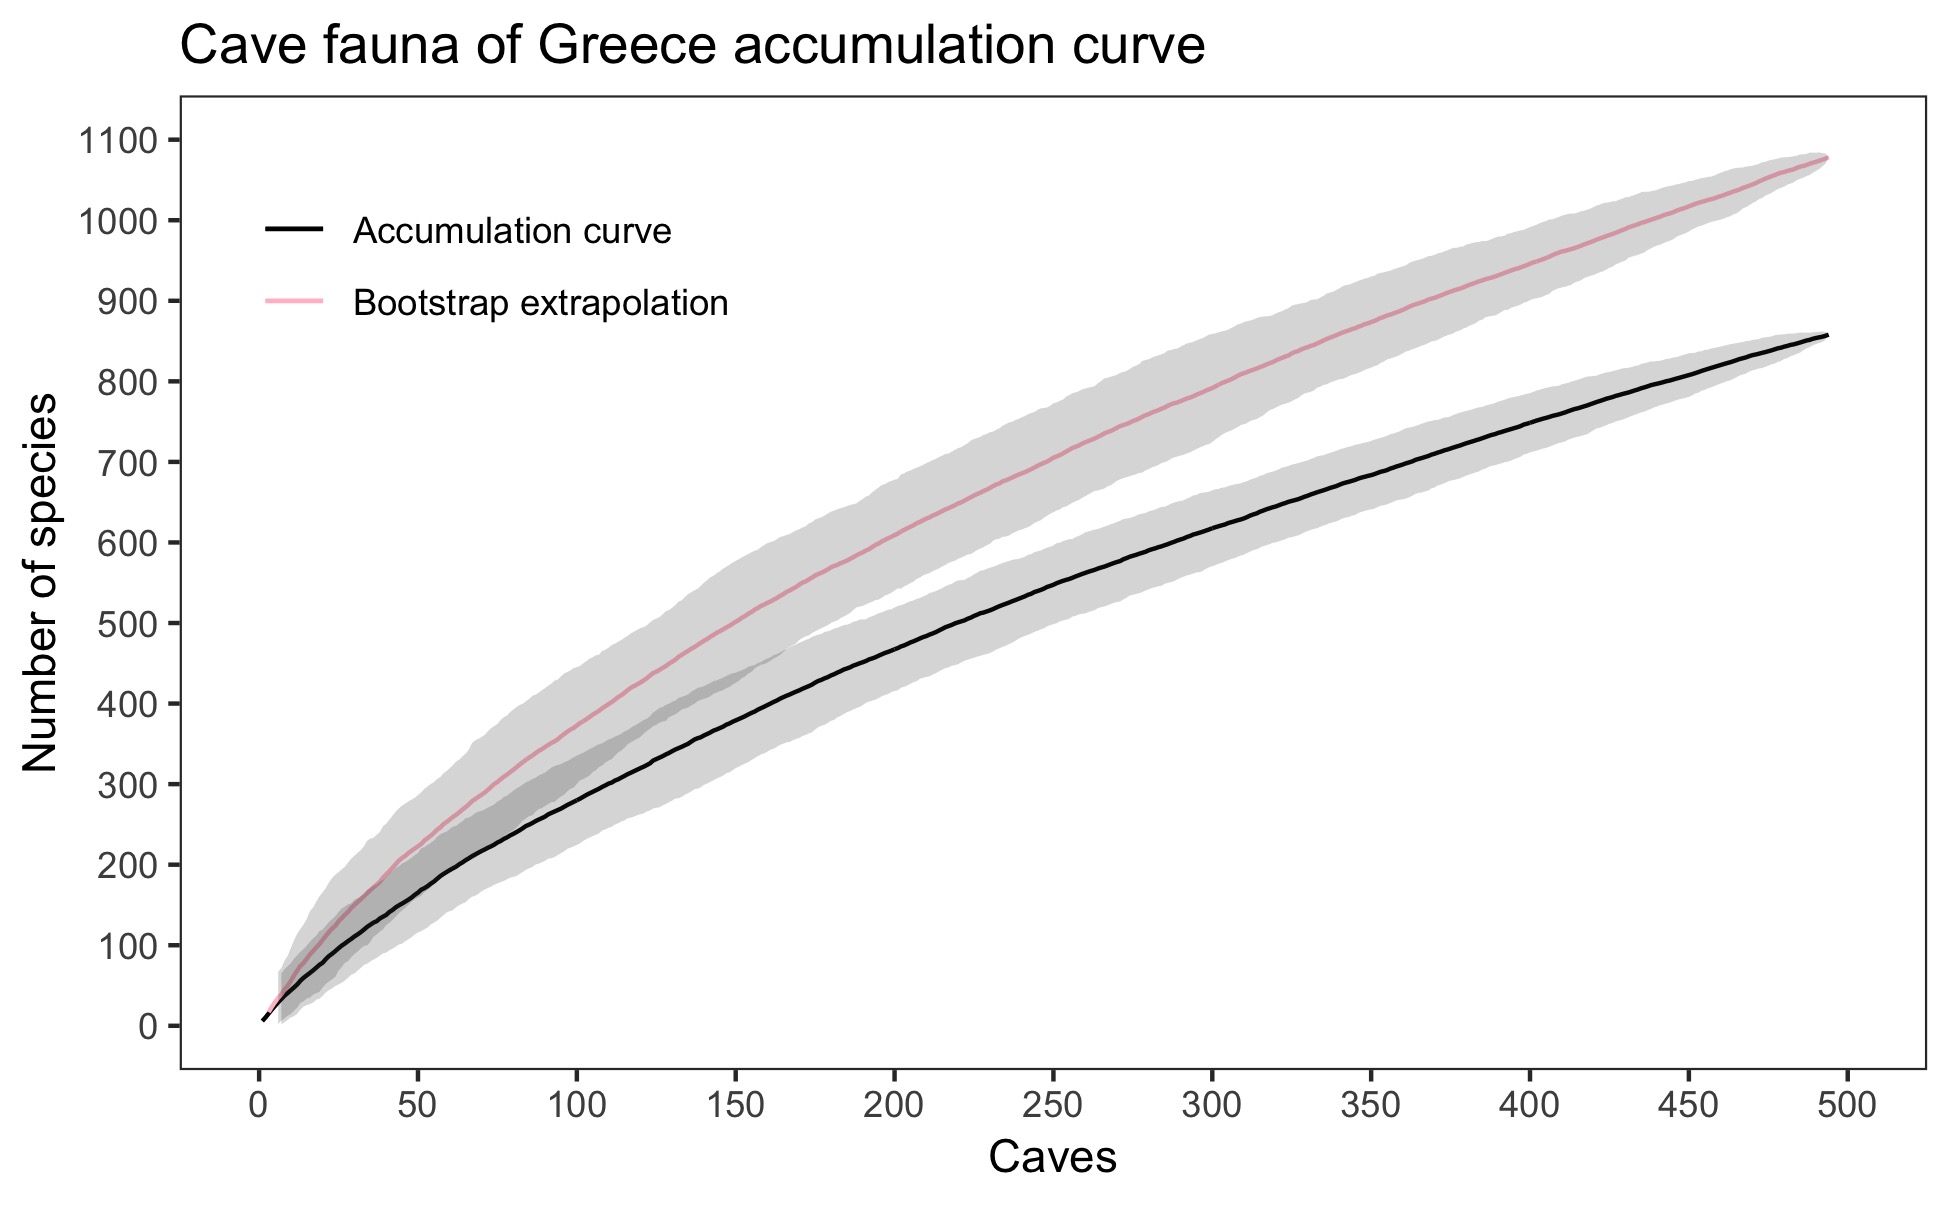 Cave fauna of Greece accumulation curve
1100
1000
900
800
700
600
500
400
300
200
100
0
Number of species
Accumulation curve
Bootstrap extrapolation
0 50 100 150 200 250 300 350 400 450 500
Caves